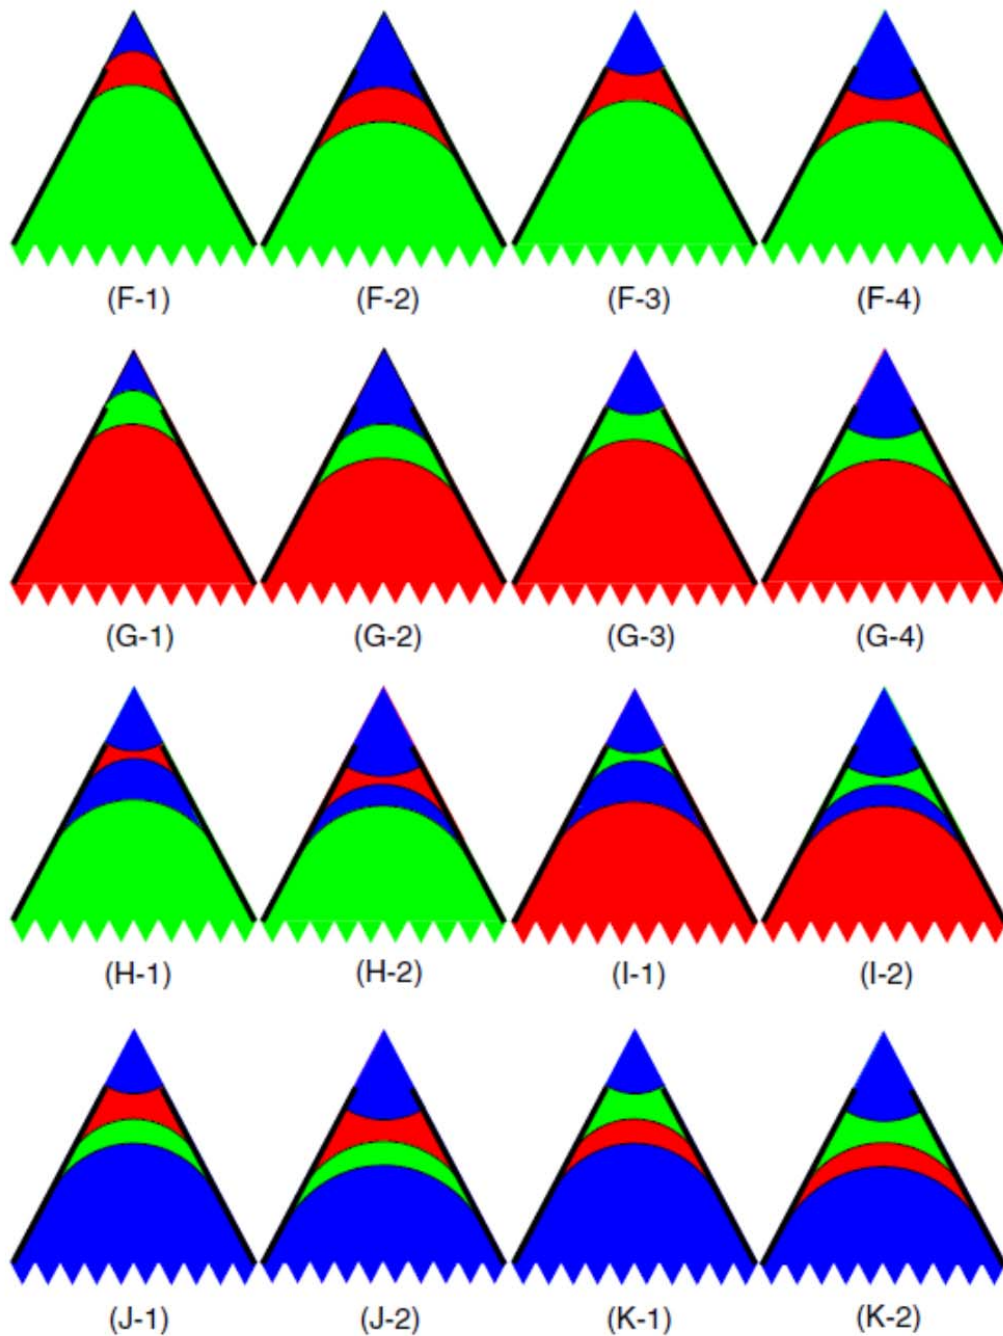 (F-1) (F-2) (F-3) (F-4)
(G-1) (G-2) (G-3) (G-4)
(H-1) (H-2) (I-1) (I-2)
(J-1) (J-2) (K-1) (K-2)